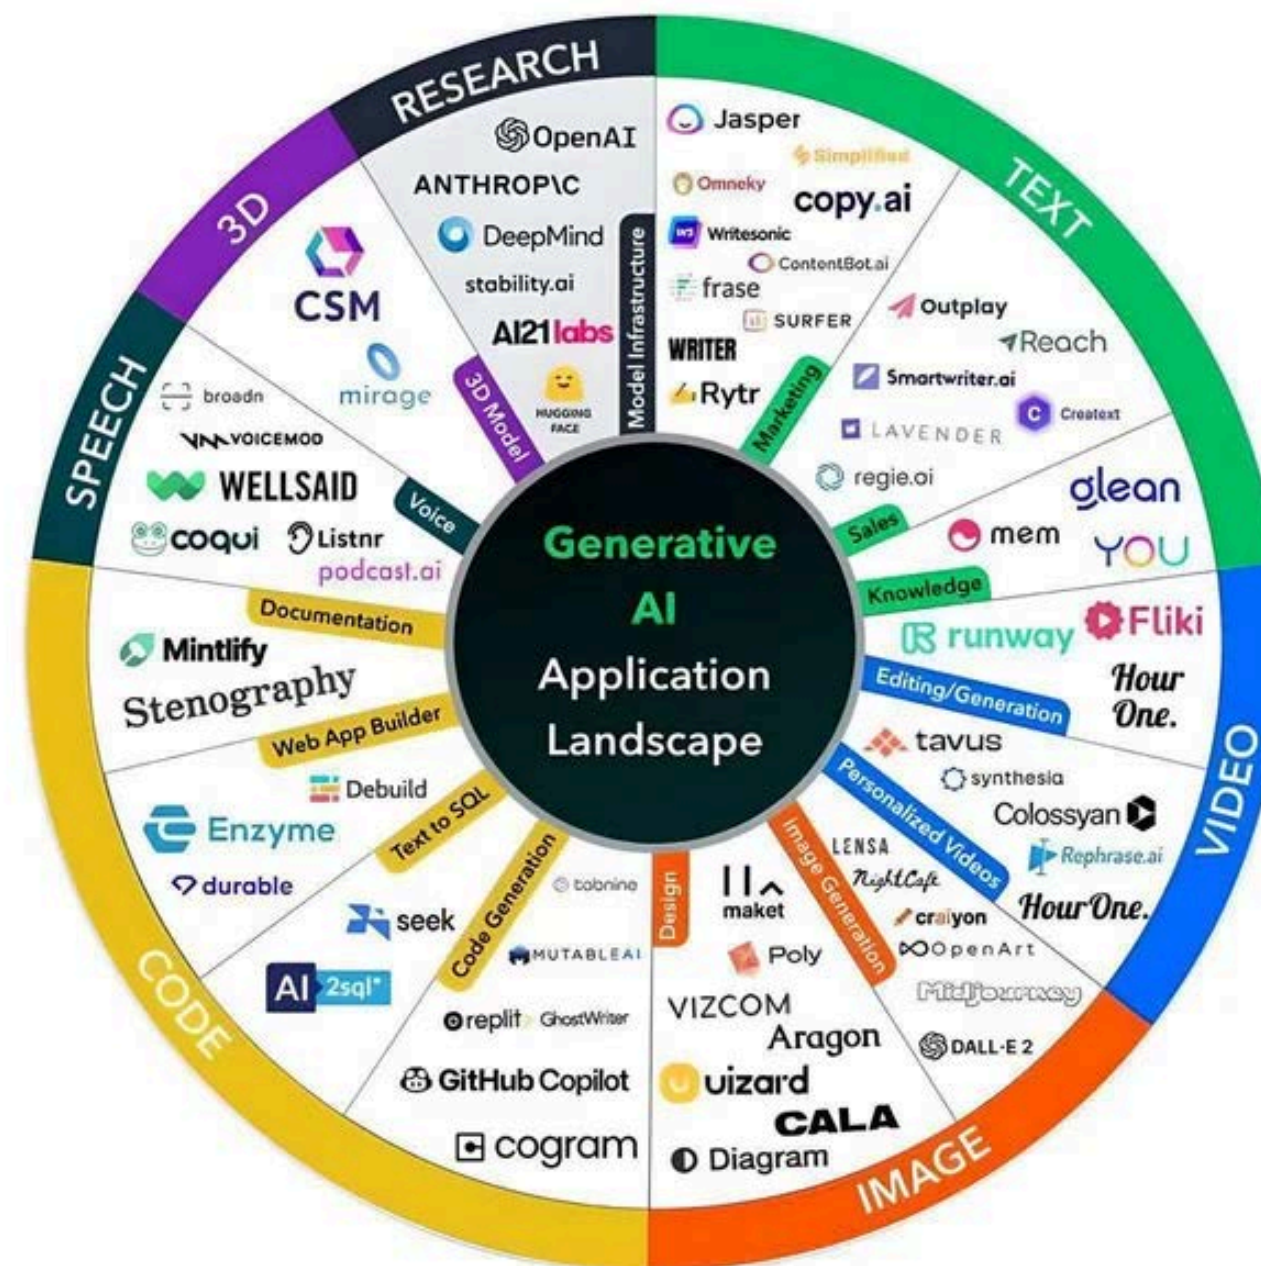 RESEARCH
OpenAI
ANTHROP\C
DeepMind
stability.ai
AI21 labs
HUGGING
FACE
Model Infrastructure
TEXT
Jasper
Simplified
Omneky
copy.ai
Writesonic
ContentBot.ai
frase
SURFER
WRITER
Rytr
Marketing
Outplay
Reach
Smartwriter.ai
C
Creatext
LAVENDER
regie.ai
Sales
glean
mem
YOU
Knowledge
VIDEO
runway
Fliki
Hour
One.
Editing/Generation
tavus
synthesia
Colossyan
Rephrase.ai
HourOne.
Personalized Videos
IMAGE
LENSA
NightCafe
craiyon
OpenArt
Midjourney
DALL·E 2
Image Generation
maket
Poly
VIZCOM
Aragon
uizard
CALA
Diagram
Design
CODE
tabnine
MUTABLEAI
replit GhostWriter
GitHub Copilot
cogram
Code Generation
seek
AI 2sql*
Text to SQL
Debuild
Enzyme
durable
Web App Builder
Mintlify
Stenography
Documentation
SPEECH
broadn
VOICEMOD
WELLSAID
coqui
Listnr
podcast.ai
Voice
3D
CSM
mirage
3D Model
Generative
AI
Application
Landscape